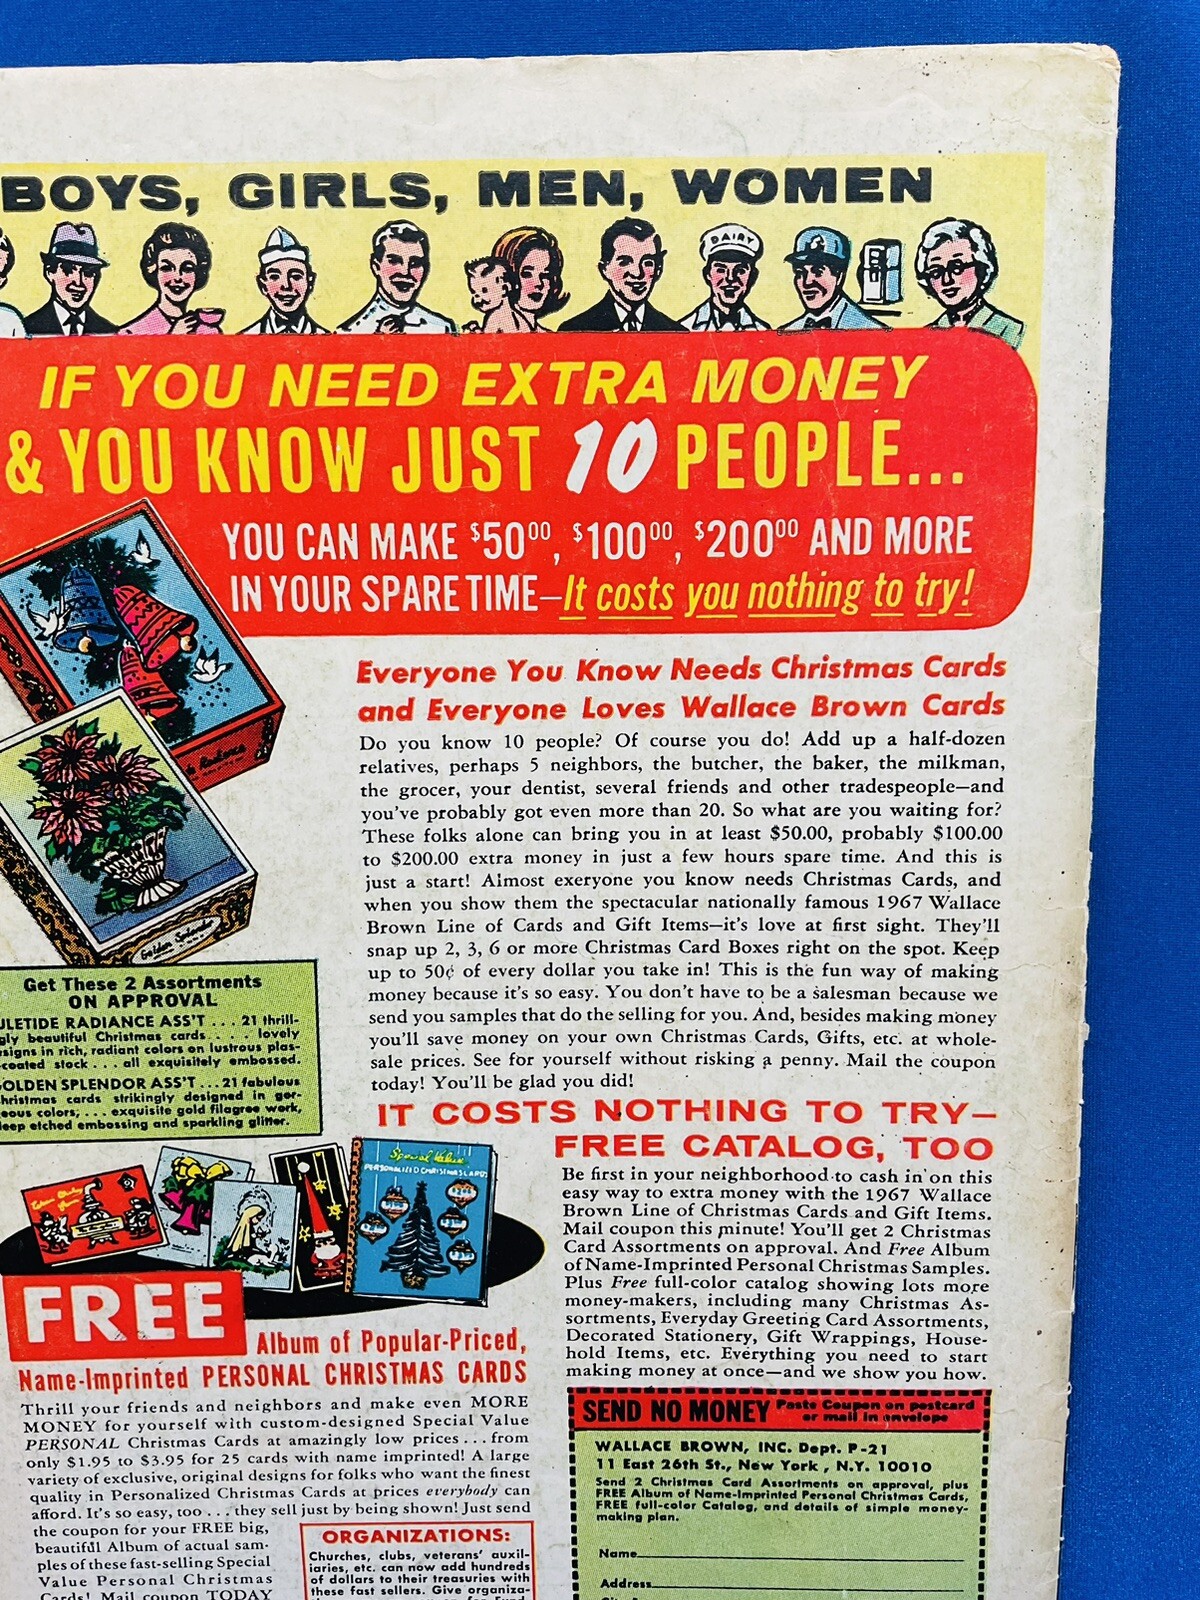 BOYS, GIRLS, MEN, WOMEN
DAIRY
IF YOU NEED EXTRA MONEY
& YOU KNOW JUST 10 PEOPLE...
YOU CAN MAKE $5000, $10000, $20000 AND MORE
IN YOUR SPARE TIME—It costs you nothing to try!
Everyone You Know Needs Christmas Cards
and Everyone Loves Wallace Brown Cards
Do you know 10 people? Of course you do! Add up a half-dozen
relatives, perhaps 5 neighbors, the butcher, the baker, the milkman,
the grocer, your dentist, several friends and other tradespeople—and
you've probably got even more than 20. So what are you waiting for?
These folks alone can bring you in at least $50.00, probably $100.00
to $200.00 extra money in just a few hours spare time. And this is
just a start! Almost exeryone you know needs Christmas Cards, and
when you show them the spectacular nationally famous 1967 Wallace
Brown Line of Cards and Gift Items—it's love at first sight. They'll
snap up 2, 3, 6 or more Christmas Card Boxes right on the spot. Keep
up to 50¢ of every dollar you take in! This is the fun way of making
money because it's so easy. You don't have to be a salesman because we
send you samples that do the selling for you. And, besides making money
you'll save money on your own Christmas Cards, Gifts, etc. at whole-
sale prices. See for yourself without risking a penny. Mail the coupon
today! You'll be glad you did!
Radiance
Golden Splendor
Get These 2 Assortments
ON APPROVAL
ULETIDE RADIANCE ASS'T ... 21 thrill-
gly beautiful Christmas cards . . . . lovely
signs in rich, radiant colors on lustrous plas-
-coated stock . . . all exquisitely embossed.
OLDEN SPLENDOR ASS'T ... 21 fabulous
hristmas cards strikingly designed in gor-
eous colors; . . . exquisite gold filagree work,
eep etched embossing and sparkling glitter.
IT COSTS NOTHING TO TRY—
FREE CATALOG, TOO
Be first in your neighborhood to cash in on this
easy way to extra money with the 1967 Wallace
Brown Line of Christmas Cards and Gift Items.
Mail coupon this minute! You'll get 2 Christmas
Card Assortments on approval. And Free Album
of Name-Imprinted Personal Christmas Samples.
Plus Free full-color catalog showing lots more
money-makers, including many Christmas As-
sortments, Everyday Greeting Card Assortments,
Decorated Stationery, Gift Wrappings, House-
hold Items, etc. Everything you need to start
making money at once—and we show you how.
Special Value
PERSONALIZED CHRISTMAS CARDS
FREE
Album of Popular-Priced,
Name-Imprinted PERSONAL CHRISTMAS CARDS
Thrill your friends and neighbors and make even MORE
MONEY for yourself with custom-designed Special Value
PERSONAL Christmas Cards at amazingly low prices . . . from
only $1.95 to $3.95 for 25 cards with name imprinted! A large
variety of exclusive, original designs for folks who want the finest
quality in Personalized Christmas Cards at prices everybody can
afford. It's so easy, too . . . they sell just by being shown! Just send
the coupon for your FREE big,
beautiful Album of actual sam-
ples of these fast-selling Special
Value Personal Christmas
Cards! Mail coupon TODAY
ORGANIZATIONS:
Churches, clubs, veterans' auxil-
iaries, etc. can now add hundreds
of dollars to their treasuries with
these fast sellers. Give organiza-
SEND NO MONEY Paste Coupon on postcard
or mail in envelope
WALLACE BROWN, INC. Dept. P-21
11 East 26th St., New York , N.Y. 10010
Send 2 Christmas Card Assortments on approval, plus
FREE Album of Name-Imprinted Personal Christmas Cards,
FREE full-color Catalog, and details of simple money-
making plan.
Name
Address